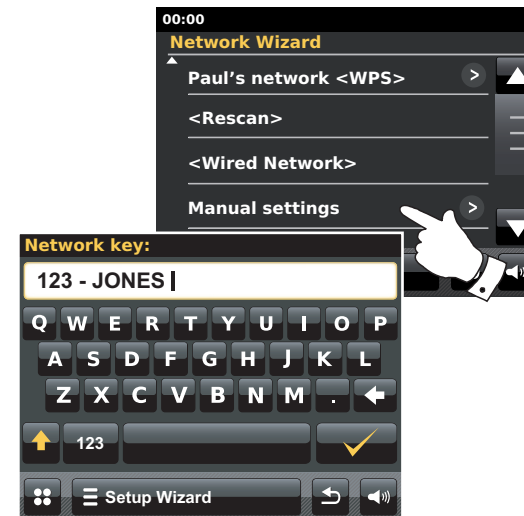 00:00
Network Wizard
Paul's network <WPS>
<Rescan>
<Wired Network>
Manual settings
Network key:
123 - JONES
Q W E R T Y U I O P
A S D F G H J K L
Z X C V B N M .
123
Setup Wizard